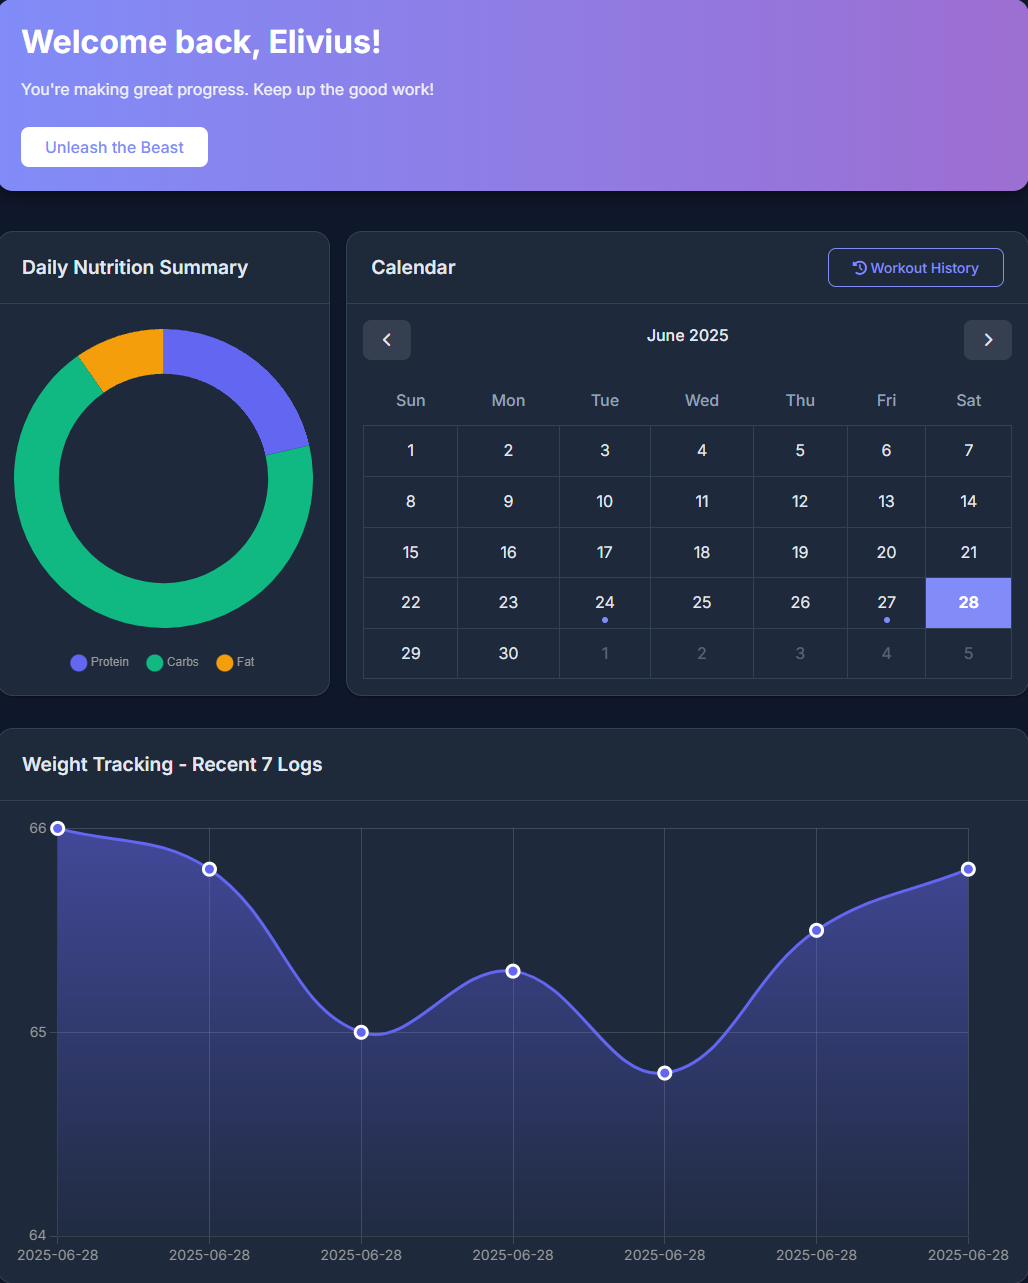 Welcome back, Elivius!
You're making great progress. Keep up the good work!
Unleash the Beast
Daily Nutrition Summary
Protein Carbs Fat
Calendar
Workout History
June 2025
Sun Mon Tue Wed Thu Fri Sat
1 2 3 4 5 6 7
8 9 10 11 12 13 14
15 16 17 18 19 20 21
22 23 24 25 26 27 28
29 30 1 2 3 4 5
Weight Tracking - Recent 7 Logs
66
65
64
2025-06-28 2025-06-28 2025-06-28 2025-06-28 2025-06-28 2025-06-28 2025-06-28